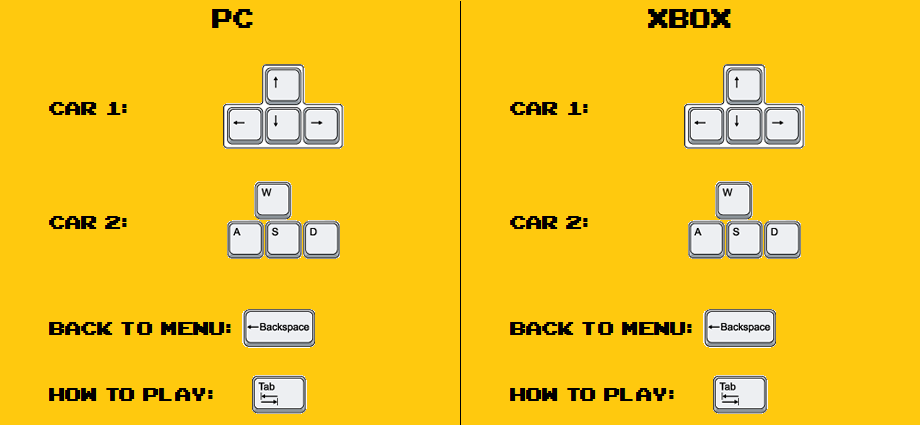 PC
CAR 1:
↑
← ↓ →
CAR 2:
W
A S D
BACK TO MENU: ←Backspace
HOW TO PLAY: Tab
XBOX
CAR 1:
↑
← ↓ →
CAR 2:
W
A S D
BACK TO MENU: ←Backspace
HOW TO PLAY: Tab